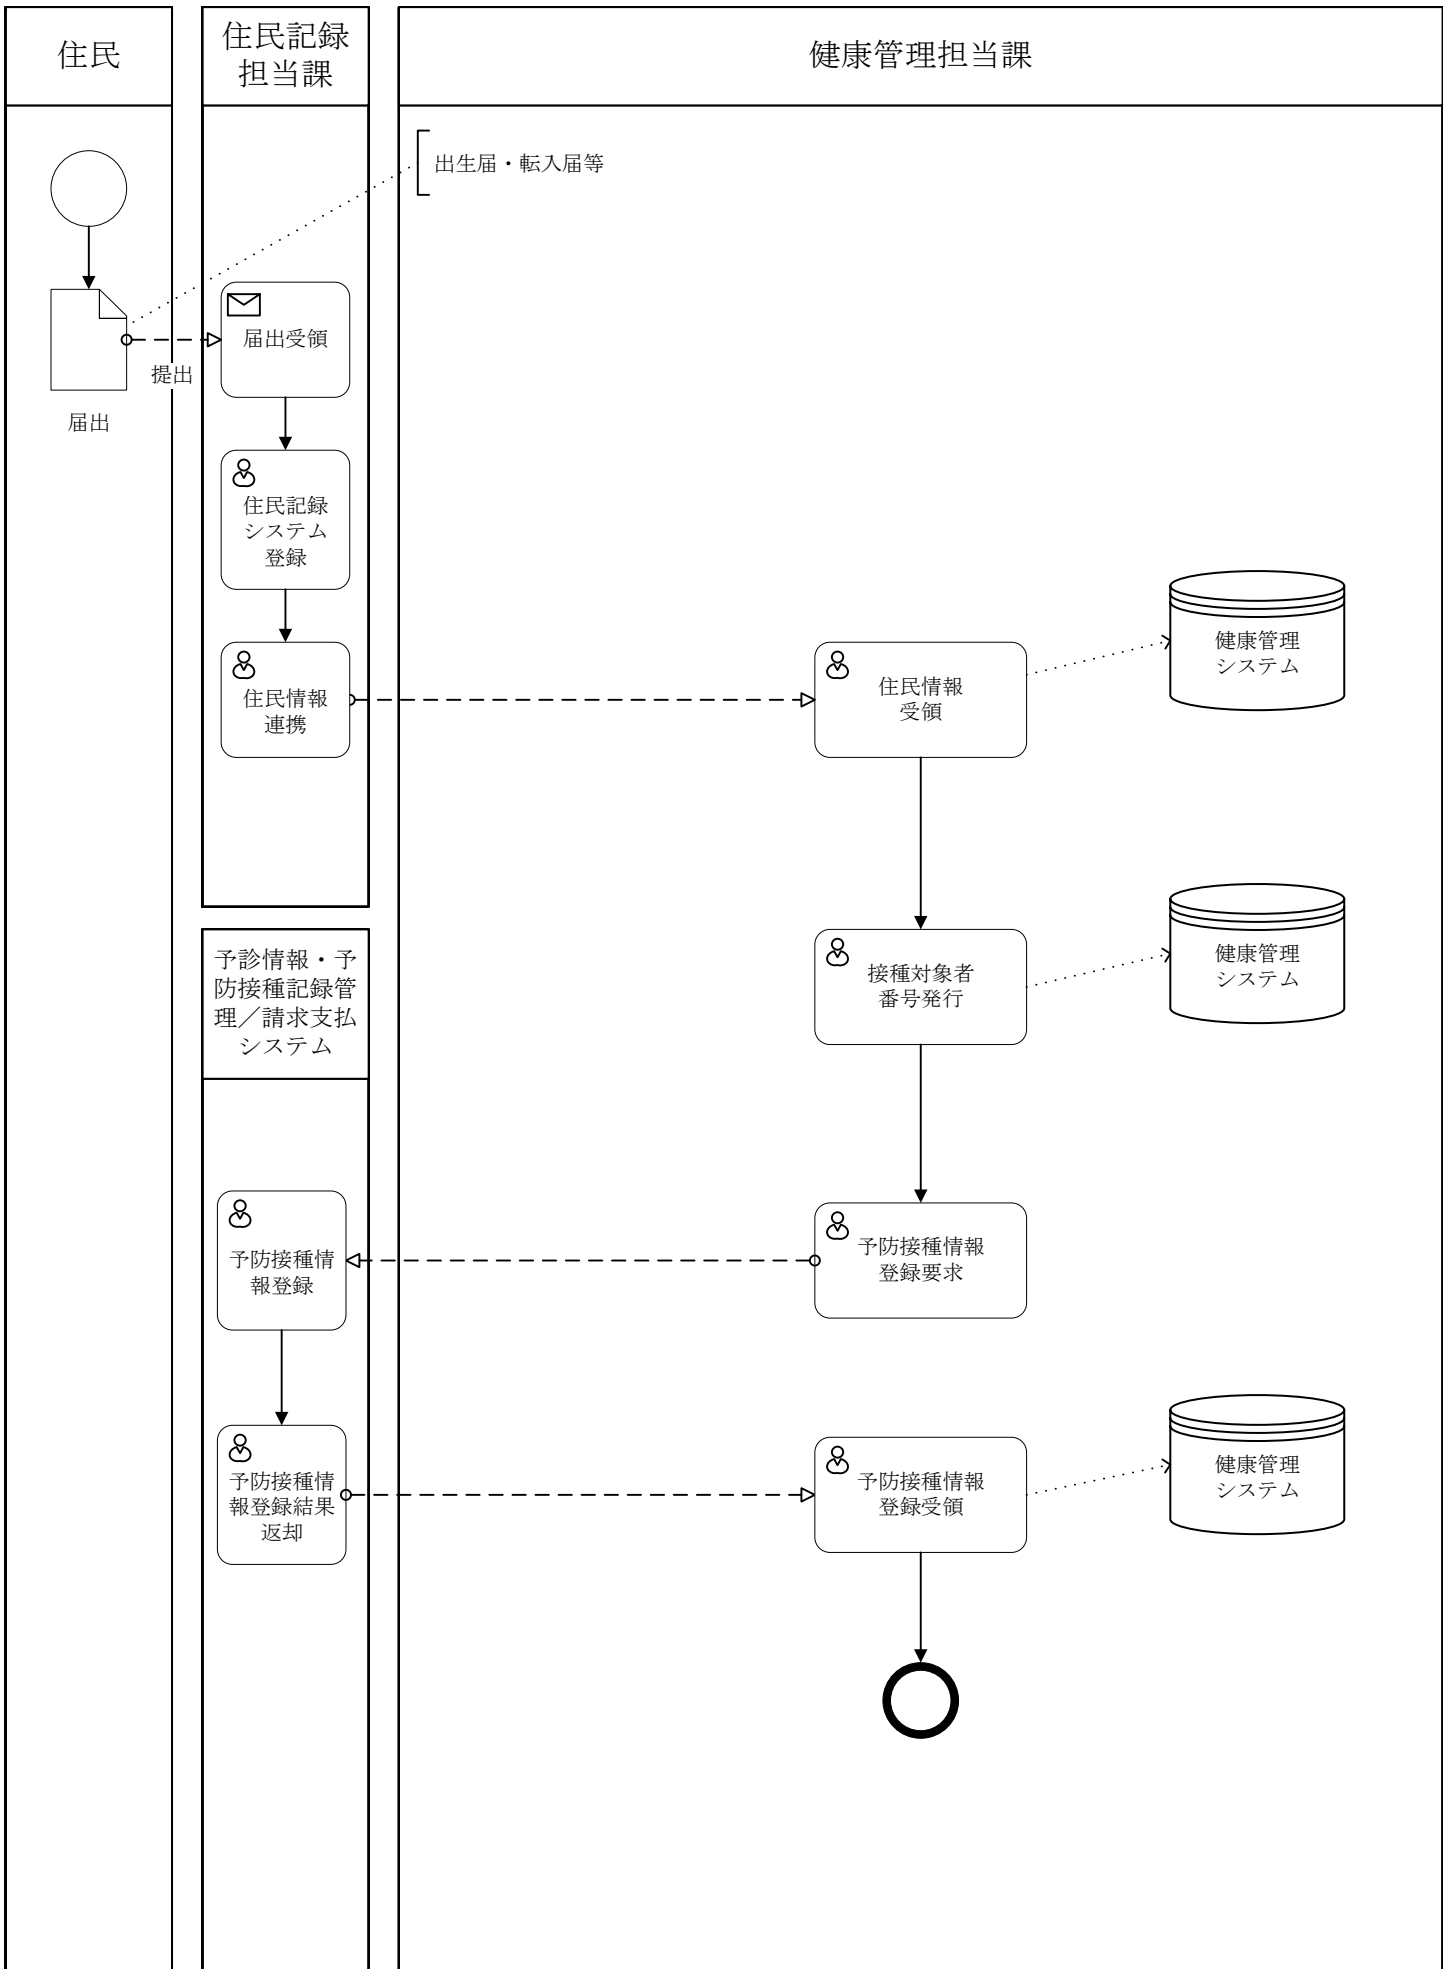 住民
住民記録
担当課
健康管理担当課
出生届・転入届等
届出受領
提出
届出
住民記録
システム
登録
住民情報
連携
住民情報
受領
健康管理
システム
接種対象者
番号発行
健康管理
システム
予診情報・予
防接種記録管
理／請求支払
システム
予防接種情
報登録
予防接種情報
登録要求
予防接種情
報登録結果
返却
予防接種情報
登録受領
健康管理
システム